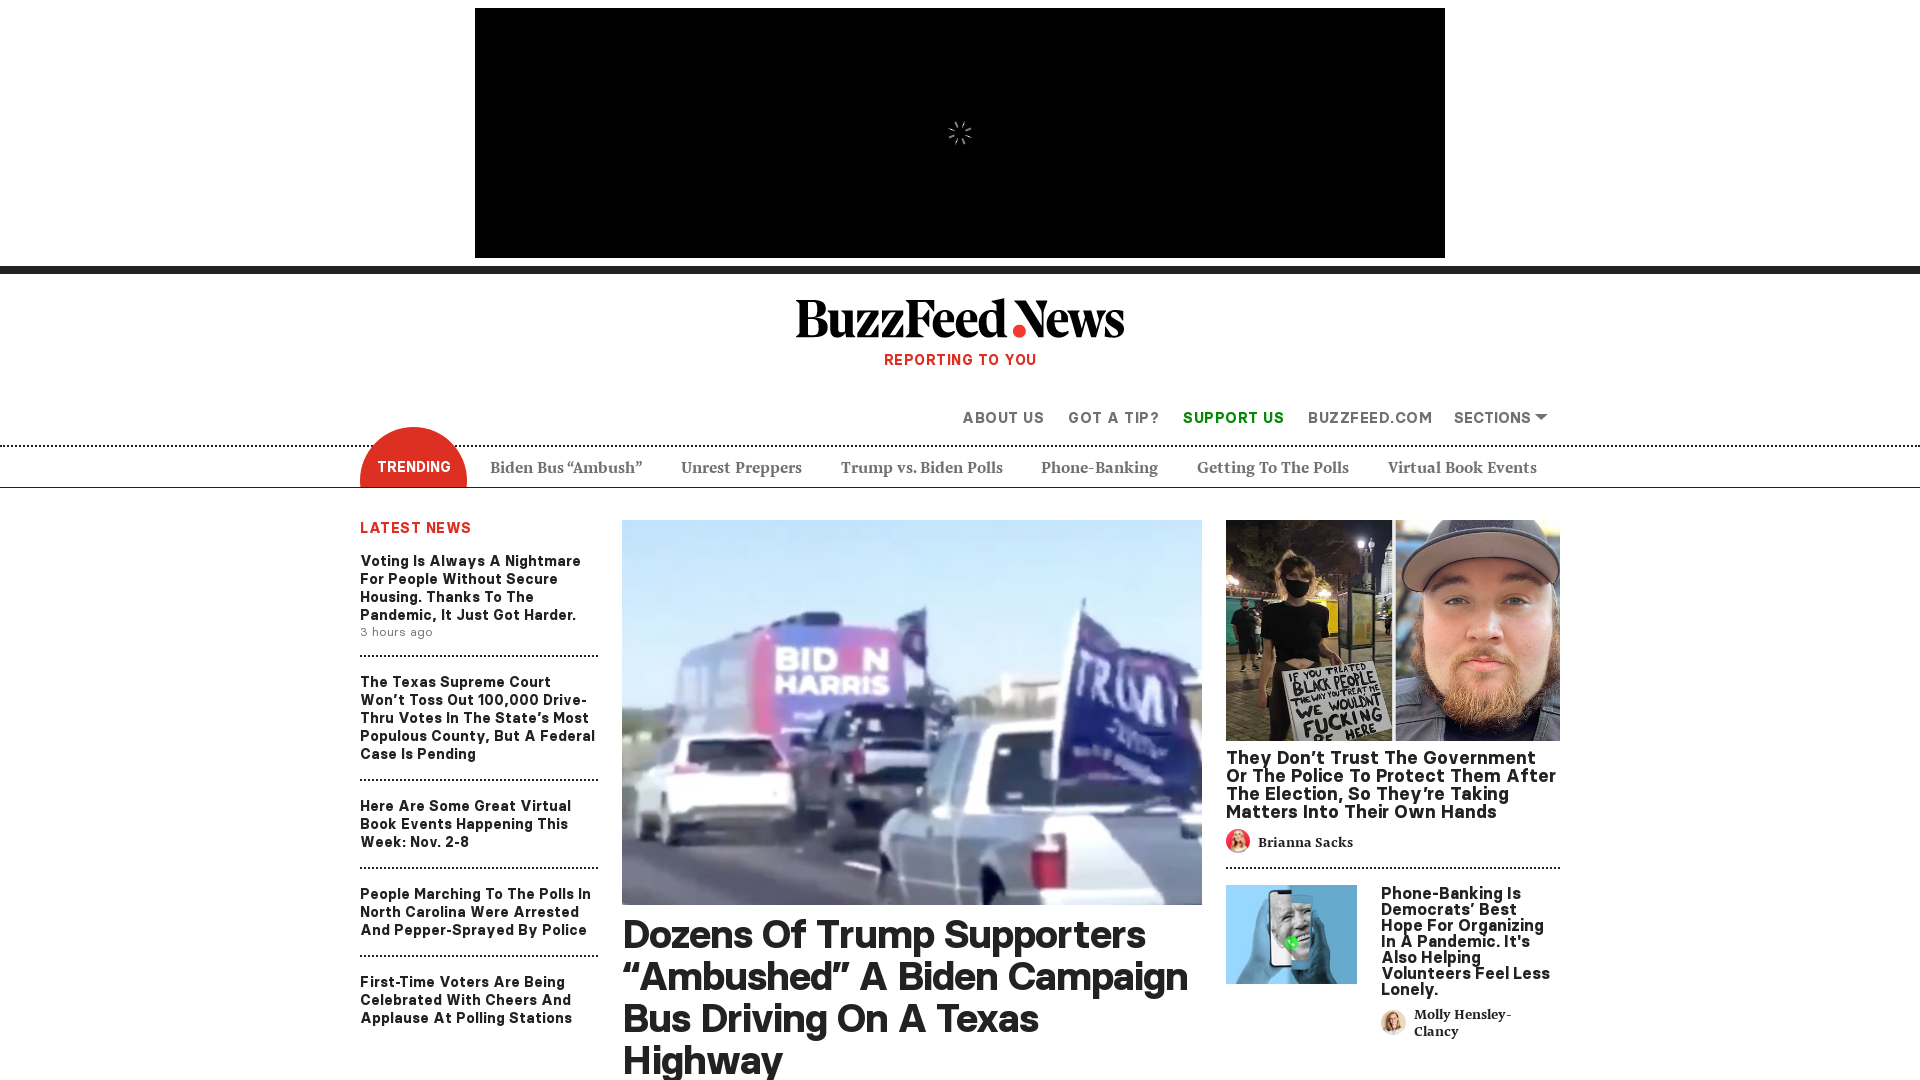 BuzzFeed News
REPORTING TO YOU
ABOUT US GOT A TIP? SUPPORT US BUZZFEED.COM SECTIONS
TRENDING Biden Bus “Ambush” Unrest Preppers Trump vs. Biden Polls Phone-Banking Getting To The Polls Virtual Book Events
LATEST NEWS
Voting Is Always A Nightmare
For People Without Secure
Housing. Thanks To The
Pandemic, It Just Got Harder.
3 hours ago
The Texas Supreme Court
Won’t Toss Out 100,000 Drive-
Thru Votes In The State’s Most
Populous County, But A Federal
Case Is Pending
Here Are Some Great Virtual
Book Events Happening This
Week: Nov. 2-8
People Marching To The Polls In
North Carolina Were Arrested
And Pepper-Sprayed By Police
First-Time Voters Are Being
Celebrated With Cheers And
Applause At Polling Stations
BID N
HARRIS
TRUM
Dozens Of Trump Supporters
“Ambushed” A Biden Campaign
Bus Driving On A Texas
Highway
IF YOU TREATED
BLACK PEOPLE
THE WAY YOU TREAT ME
WE WOULDN'T
FUCKING
BE HERE
They Don’t Trust The Government
Or The Police To Protect Them After
The Election, So They’re Taking
Matters Into Their Own Hands
Brianna Sacks
Phone-Banking Is
Democrats’ Best
Hope For Organizing
In A Pandemic. It's
Also Helping
Volunteers Feel Less
Lonely.
Molly Hensley-
Clancy